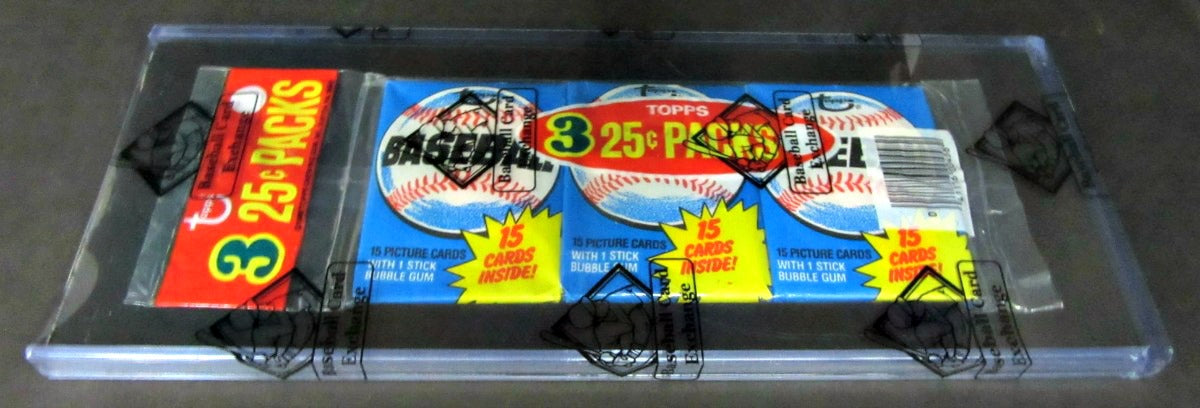 TOPPS
3 25¢ PACKS
TOPPS
3 25¢ PACKS
BASEBALL
15 PICTURE CARDS
WITH 1 STICK
BUBBLE GUM
15
CARDS
INSIDE!
15 PICTURE CARDS
WITH 1 STICK
BUBBLE GUM
15
CARDS
INSIDE!
15 PICTURE CARDS
WITH 1 STICK
BUBBLE GUM
15
CARDS
INSIDE!
Baseball Card
Exchange
Baseball Card
Exchange
Baseball Card
Exchange
Baseball Card
Exchange
Baseball Card
Exchange
Baseball Card
Exchange